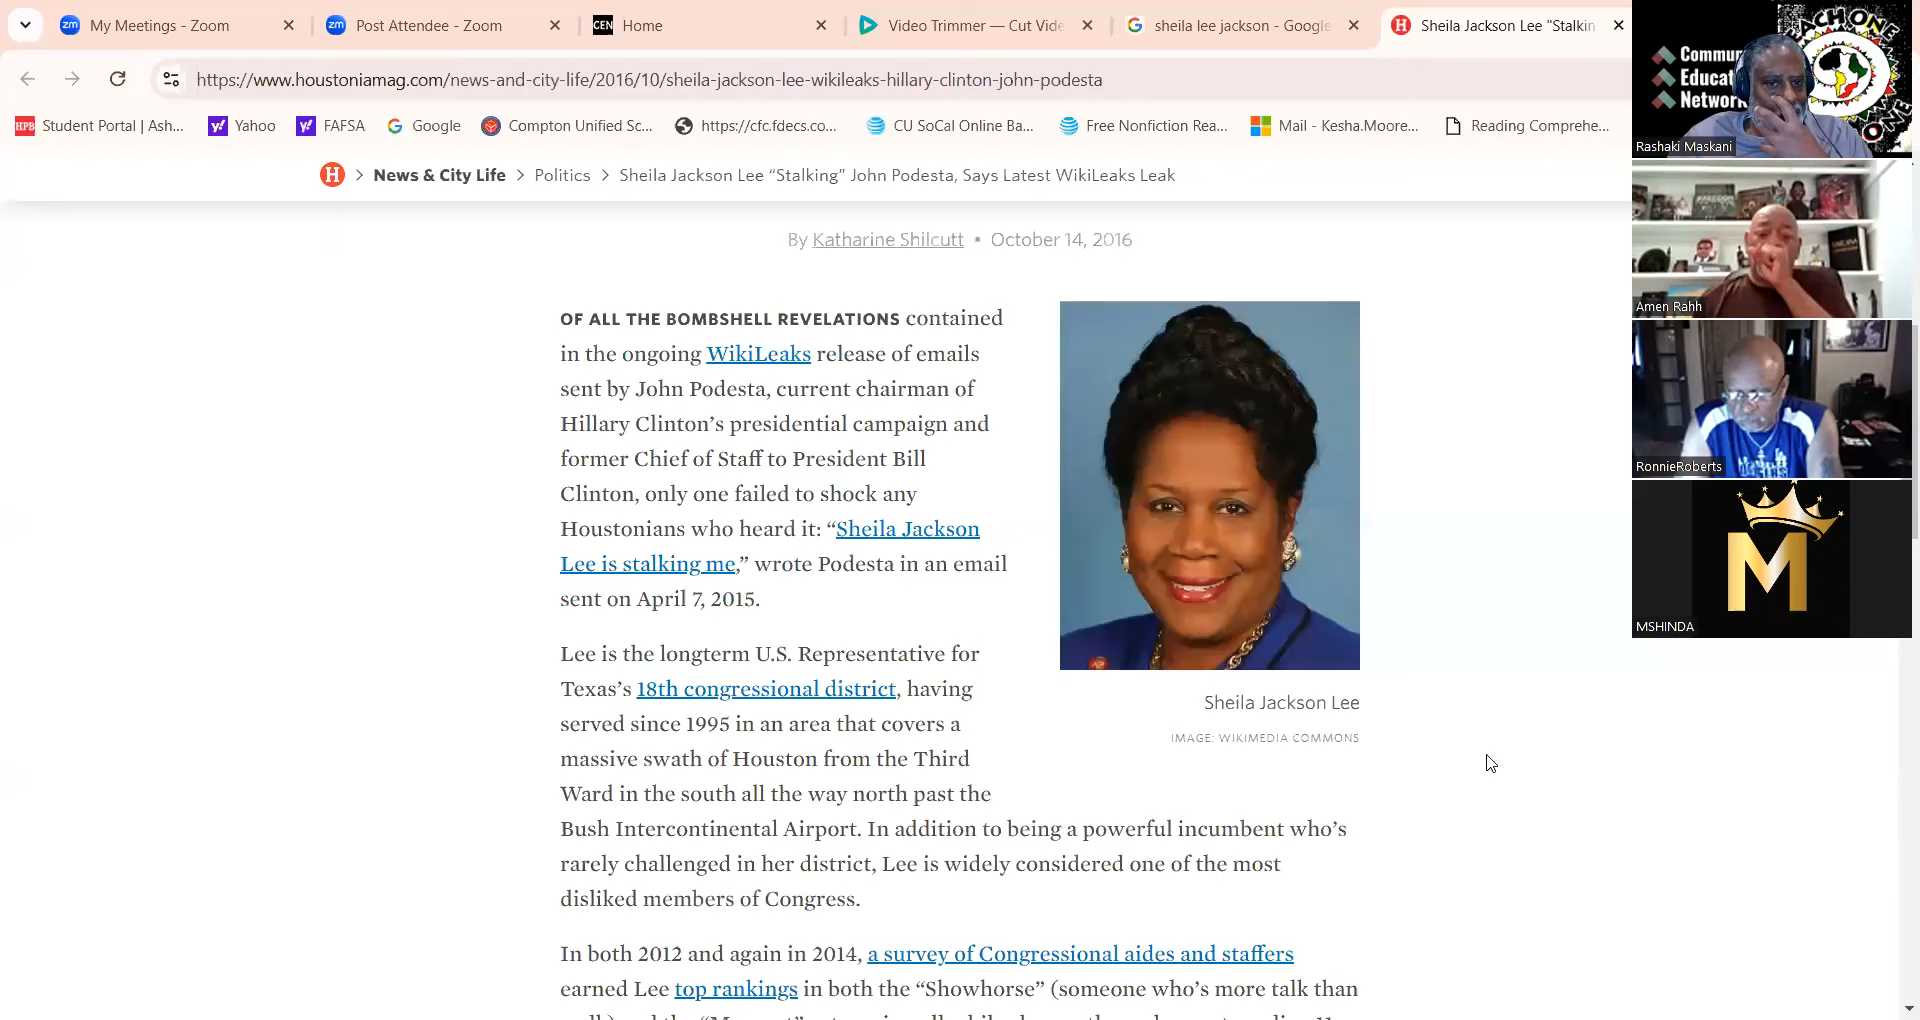 My Meetings - Zoom
Post Attendee - Zoom
CEN Home
Video Trimmer — Cut Vide
sheila lee jackson - Google
Sheila Jackson Lee "Stalkin
https://www.houstoniamag.com/news-and-city-life/2016/10/sheila-jackson-lee-wikileaks-hillary-clinton-john-podesta
Student Portal | Ash...
Yahoo
FAFSA
Google
Compton Unified Sc...
https://cfc.fdecs.co...
CU SoCal Online Ba...
Free Nonfiction Rea...
Mail - Kesha.Moore...
Reading Comprehe...
H > News & City Life > Politics > Sheila Jackson Lee “Stalking” John Podesta, Says Latest WikiLeaks Leak
By Katharine Shilcutt • October 14, 2016
OF ALL THE BOMBSHELL REVELATIONS contained
in the ongoing WikiLeaks release of emails
sent by John Podesta, current chairman of
Hillary Clinton’s presidential campaign and
former Chief of Staff to President Bill
Clinton, only one failed to shock any
Houstonians who heard it: “Sheila Jackson
Lee is stalking me,” wrote Podesta in an email
sent on April 7, 2015.
Lee is the longterm U.S. Representative for
Texas’s 18th congressional district, having
served since 1995 in an area that covers a
massive swath of Houston from the Third
Ward in the south all the way north past the
Bush Intercontinental Airport. In addition to being a powerful incumbent who’s
rarely challenged in her district, Lee is widely considered one of the most
disliked members of Congress.
In both 2012 and again in 2014, a survey of Congressional aides and staffers
earned Lee top rankings in both the “Showhorse” (someone who’s more talk than
Sheila Jackson Lee
IMAGE: WIKIMEDIA COMMONS
Commun
Educat
Network
Rashaki Maskani
Amen Rahh
RonnieRoberts
M
MSHINDA